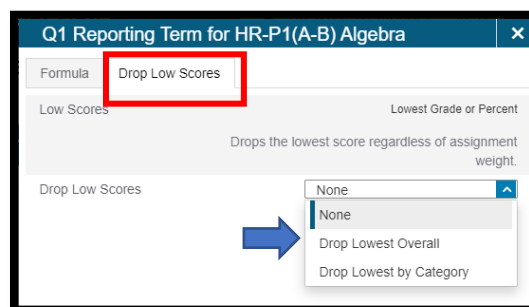 Q1 Reporting Term for HR-P1(A-B) Algebra
Formula Drop Low Scores
Low Scores Lowest Grade or Percent
Drops the lowest score regardless of assignment
weight.
Drop Low Scores None
None
Drop Lowest Overall
Drop Lowest by Category